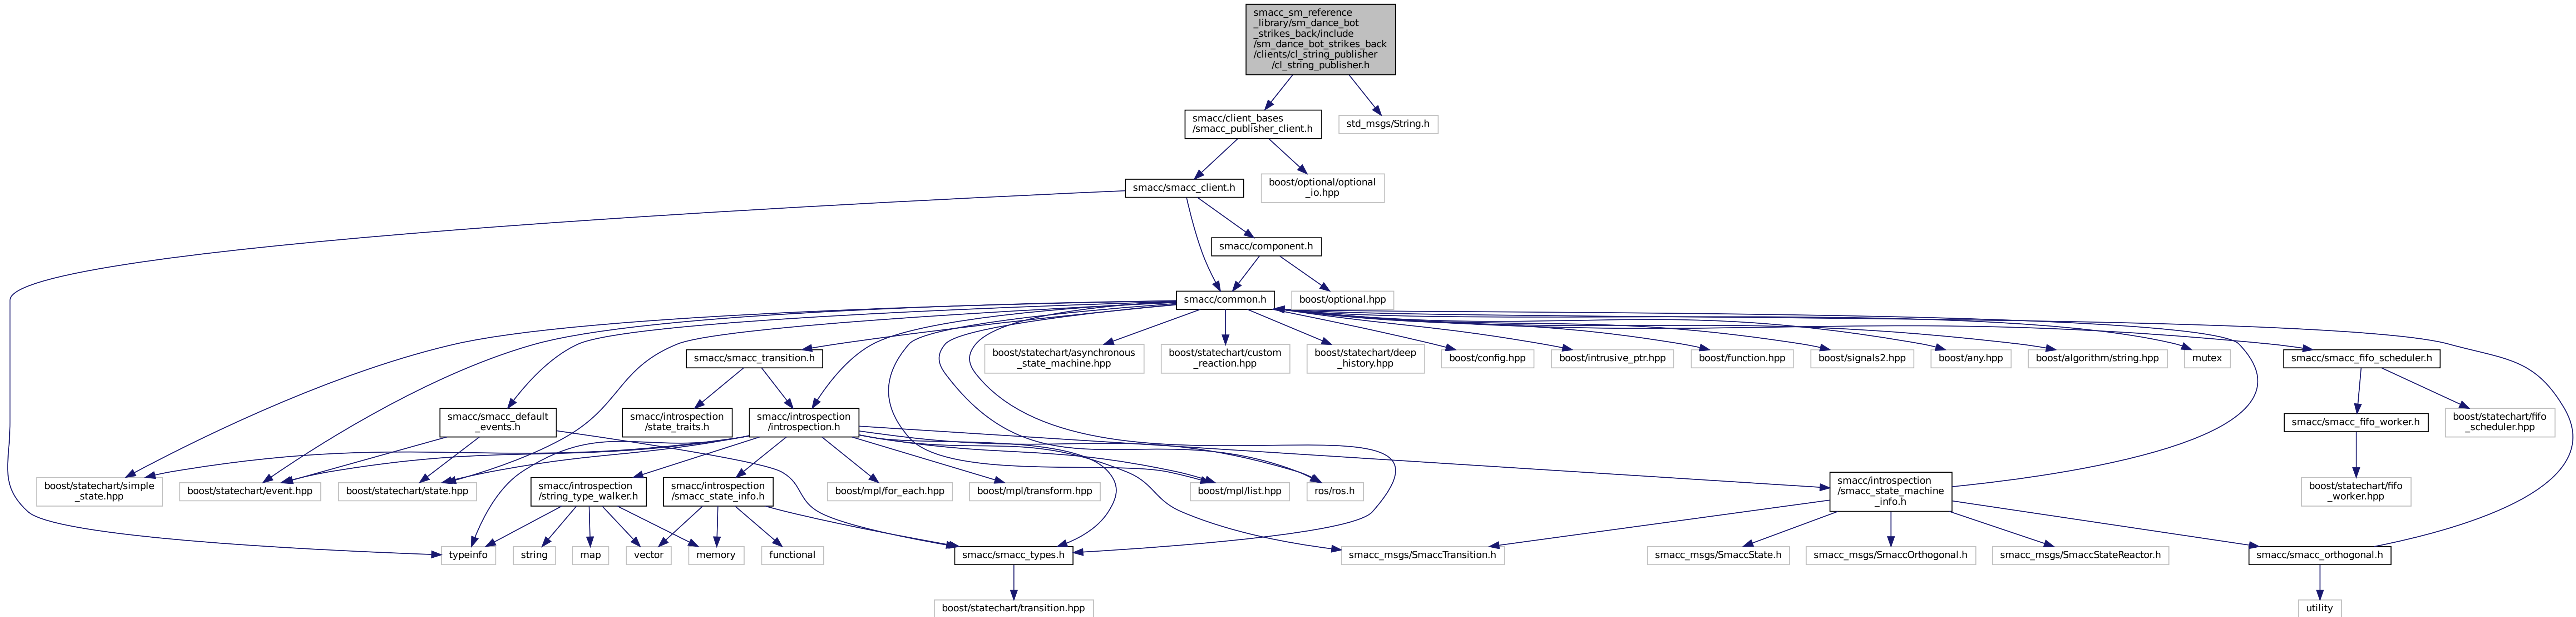 smacc_sm_reference
_library/sm_dance_bot
_strikes_back/include
/sm_dance_bot_strikes_back
/clients/cl_string_publisher
/cl_string_publisher.h
smacc/client_bases
/smacc_publisher_client.h
std_msgs/String.h
smacc/smacc_client.h
boost/optional/optional
_io.hpp
smacc/component.h
smacc/common.h
boost/optional.hpp
smacc/smacc_transition.h
boost/statechart/asynchronous
_state_machine.hpp
boost/statechart/custom
_reaction.hpp
boost/statechart/deep
_history.hpp
boost/config.hpp
boost/intrusive_ptr.hpp
boost/function.hpp
boost/signals2.hpp
boost/any.hpp
boost/algorithm/string.hpp
mutex
smacc/smacc_fifo_scheduler.h
smacc/smacc_default
_events.h
smacc/introspection
/state_traits.h
smacc/introspection
/introspection.h
smacc/smacc_fifo_worker.h
boost/statechart/fifo
_scheduler.hpp
boost/statechart/simple
_state.hpp
boost/statechart/event.hpp
boost/statechart/state.hpp
smacc/introspection
/string_type_walker.h
smacc/introspection
/smacc_state_info.h
boost/mpl/for_each.hpp
boost/mpl/transform.hpp
boost/mpl/list.hpp
ros/ros.h
smacc/introspection
/smacc_state_machine
_info.h
boost/statechart/fifo
_worker.hpp
typeinfo
string
map
vector
memory
functional
smacc/smacc_types.h
smacc_msgs/SmaccTransition.h
smacc_msgs/SmaccState.h
smacc_msgs/SmaccOrthogonal.h
smacc_msgs/SmaccStateReactor.h
smacc/smacc_orthogonal.h
boost/statechart/transition.hpp
utility